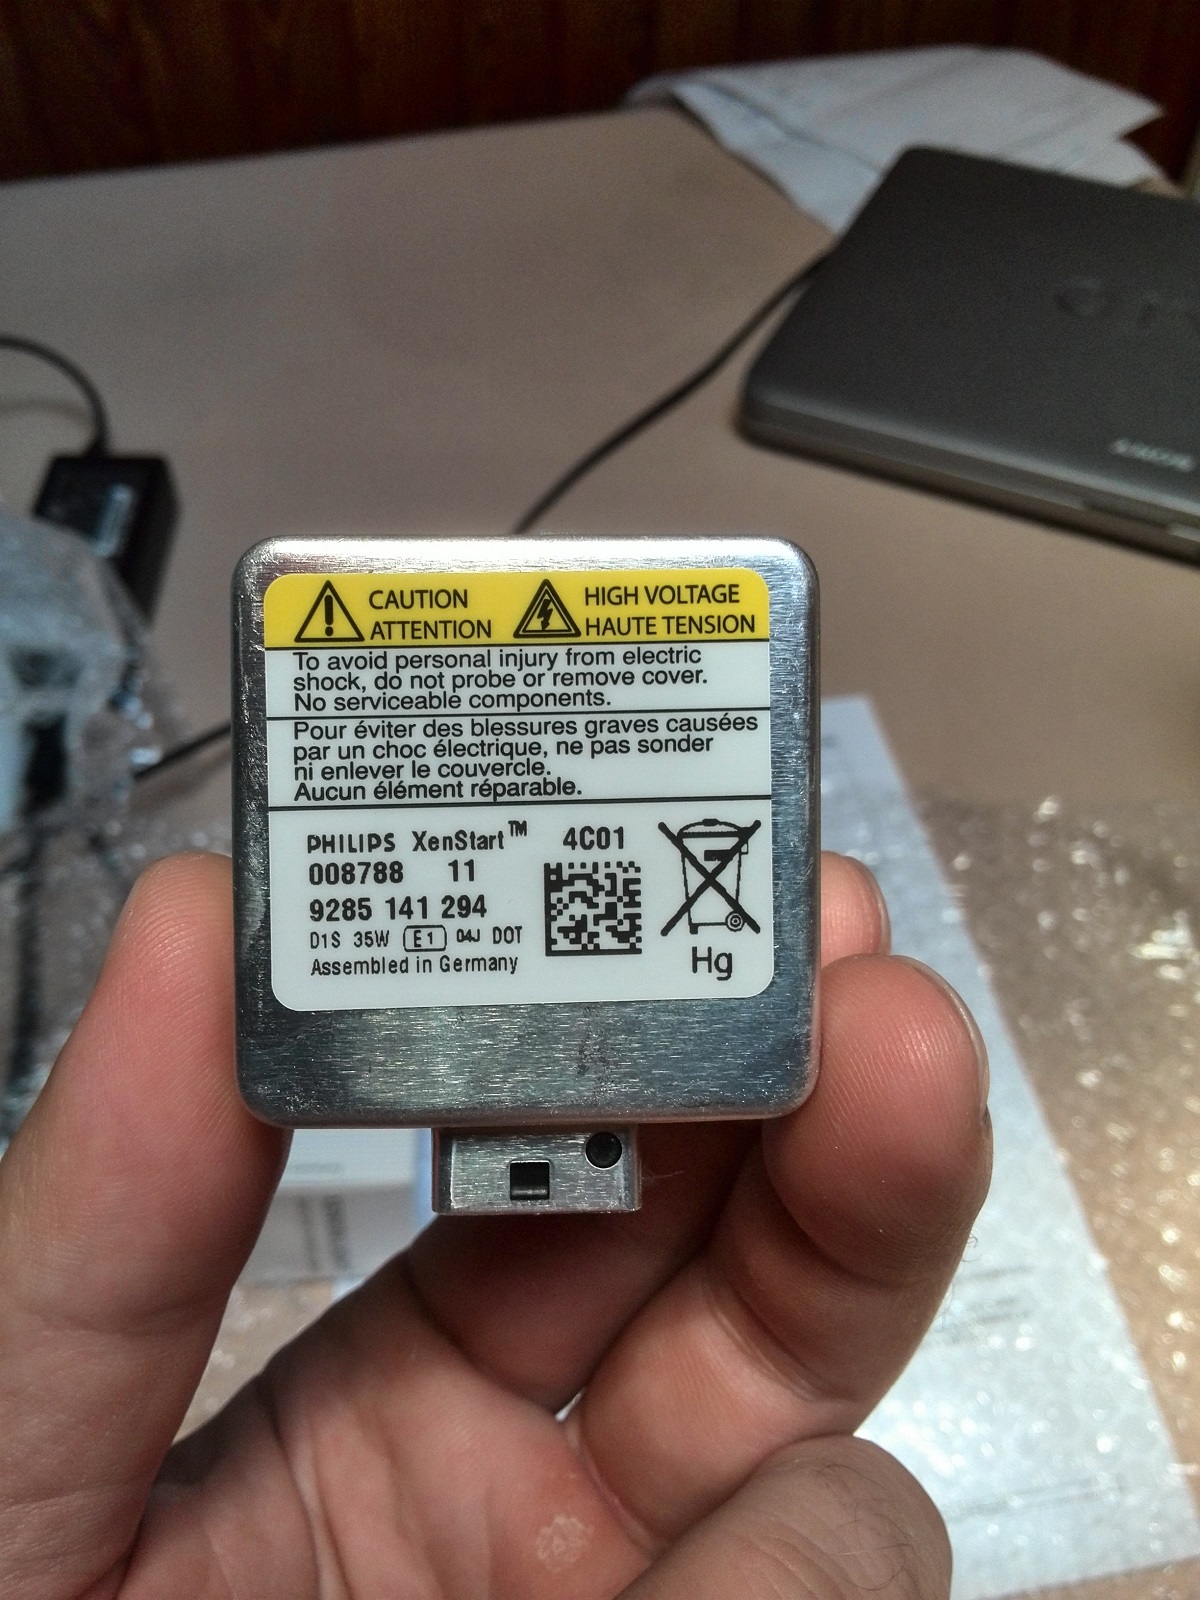 CAUTION
ATTENTION
HIGH VOLTAGE
HAUTE TENSION
To avoid personal injury from electric
shock, do not probe or remove cover.
No serviceable components.
Pour éviter des blessures graves causées
par un choc électrique, ne pas sonder
ni enlever le couvercle.
Aucun élément réparable.
PHILIPS XenStart™ 4C01
008788 11
9285 141 294
D1S 35W E1 04J DOT
Assembled in Germany
Hg